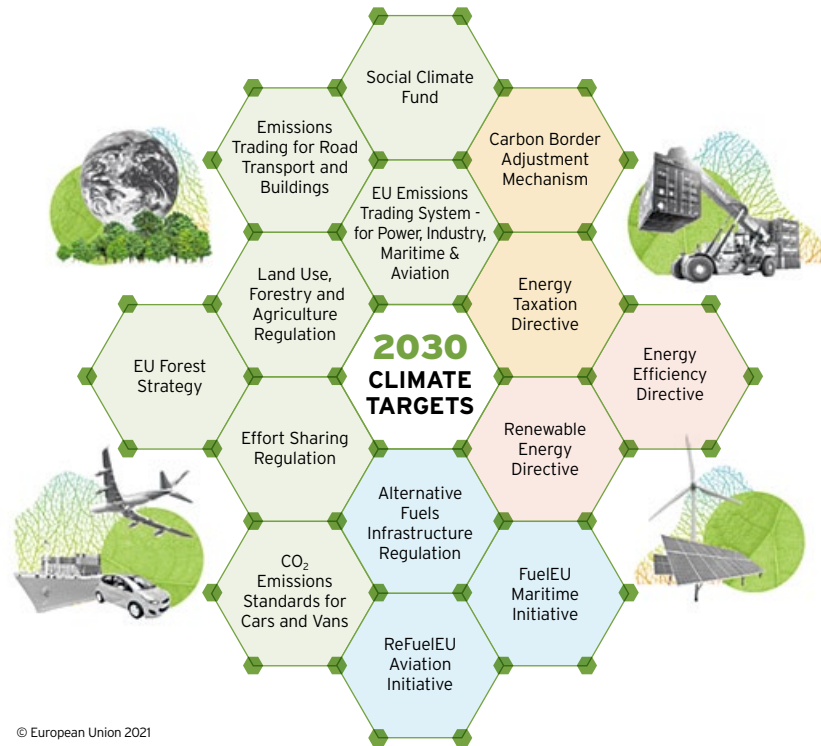 Social Climate
Fund
Emissions
Trading for Road
Transport and
Buildings
Carbon Border
Adjustment
Mechanism
EU Emissions
Trading System -
for Power, Industry,
Maritime &
Aviation
Land Use,
Forestry and
Agriculture
Regulation
Energy
Taxation
Directive
EU Forest
Strategy
2030
CLIMATE
TARGETS
Energy
Efficiency
Directive
Effort Sharing
Regulation
Renewable
Energy
Directive
Alternative
Fuels
Infrastructure
Regulation
CO₂
Emissions
Standards for
Cars and Vans
FuelEU
Maritime
Initiative
ReFuelEU
Aviation
Initiative
© European Union 2021